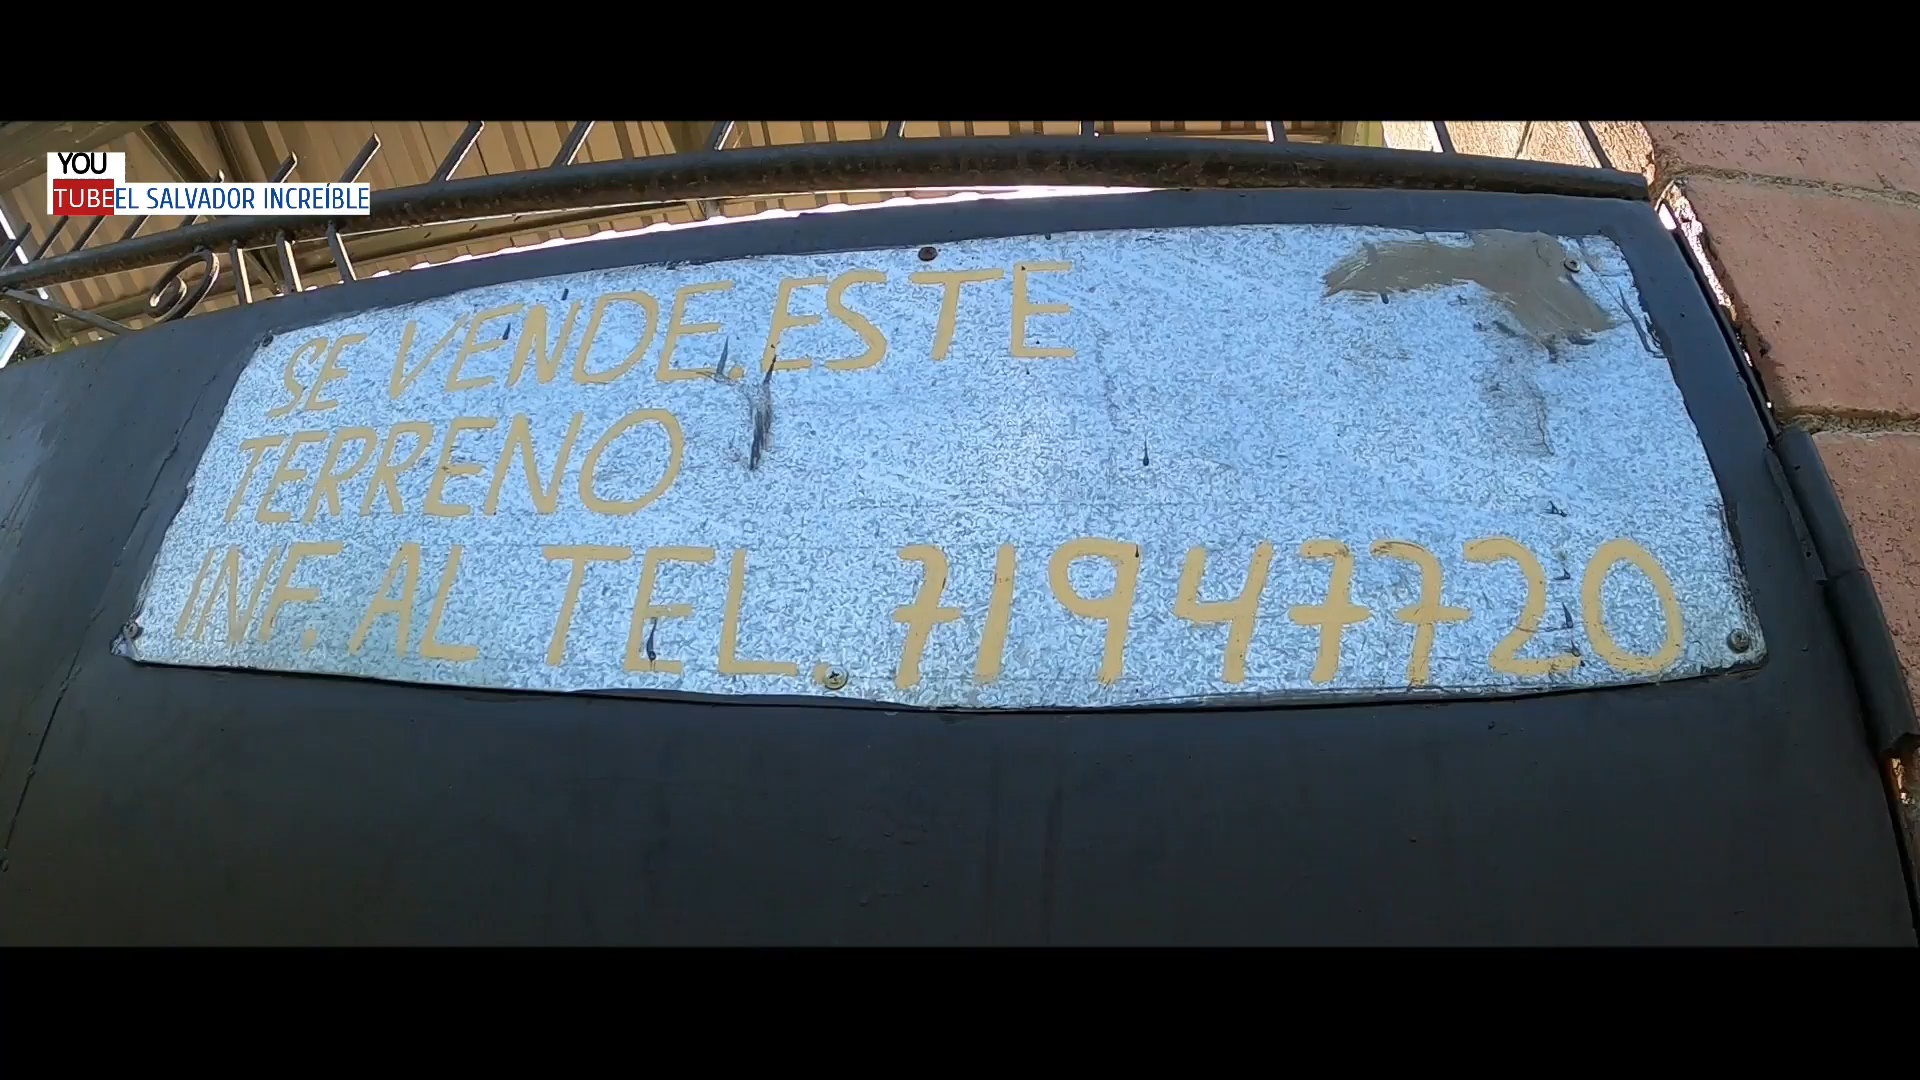 YOU
TUBE EL SALVADOR INCREÍBLE
SE VENDE.ESTE
TERRENO
INF. AL TEL. 71947720